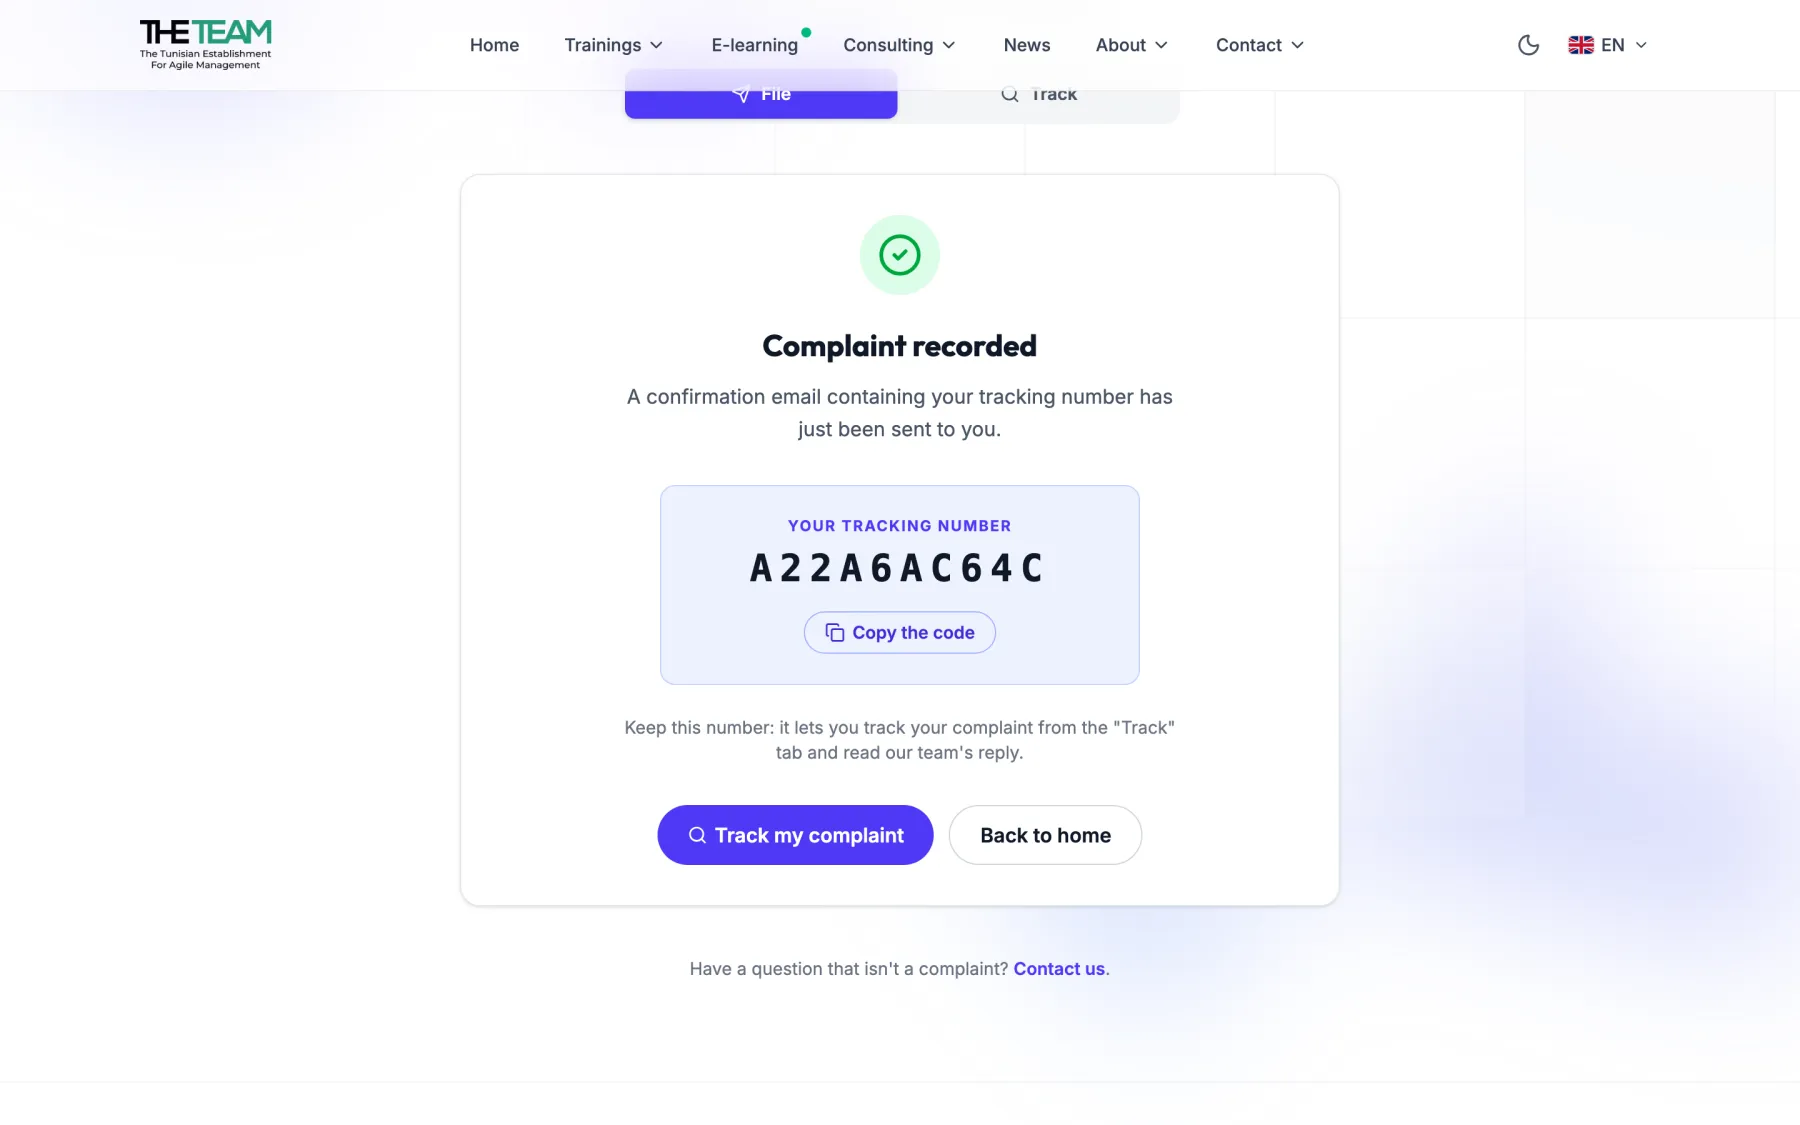 THETEAM
The Tunisian Establishment
For Agile Management
Home
Trainings
E-learning
Consulting
News
About
Contact
EN
File
Track
Complaint recorded
A confirmation email containing your tracking number has
just been sent to you.
YOUR TRACKING NUMBER
A22A6AC64C
Copy the code
Keep this number: it lets you track your complaint from the "Track"
tab and read our team's reply.
Track my complaint
Back to home
Have a question that isn't a complaint? Contact us.